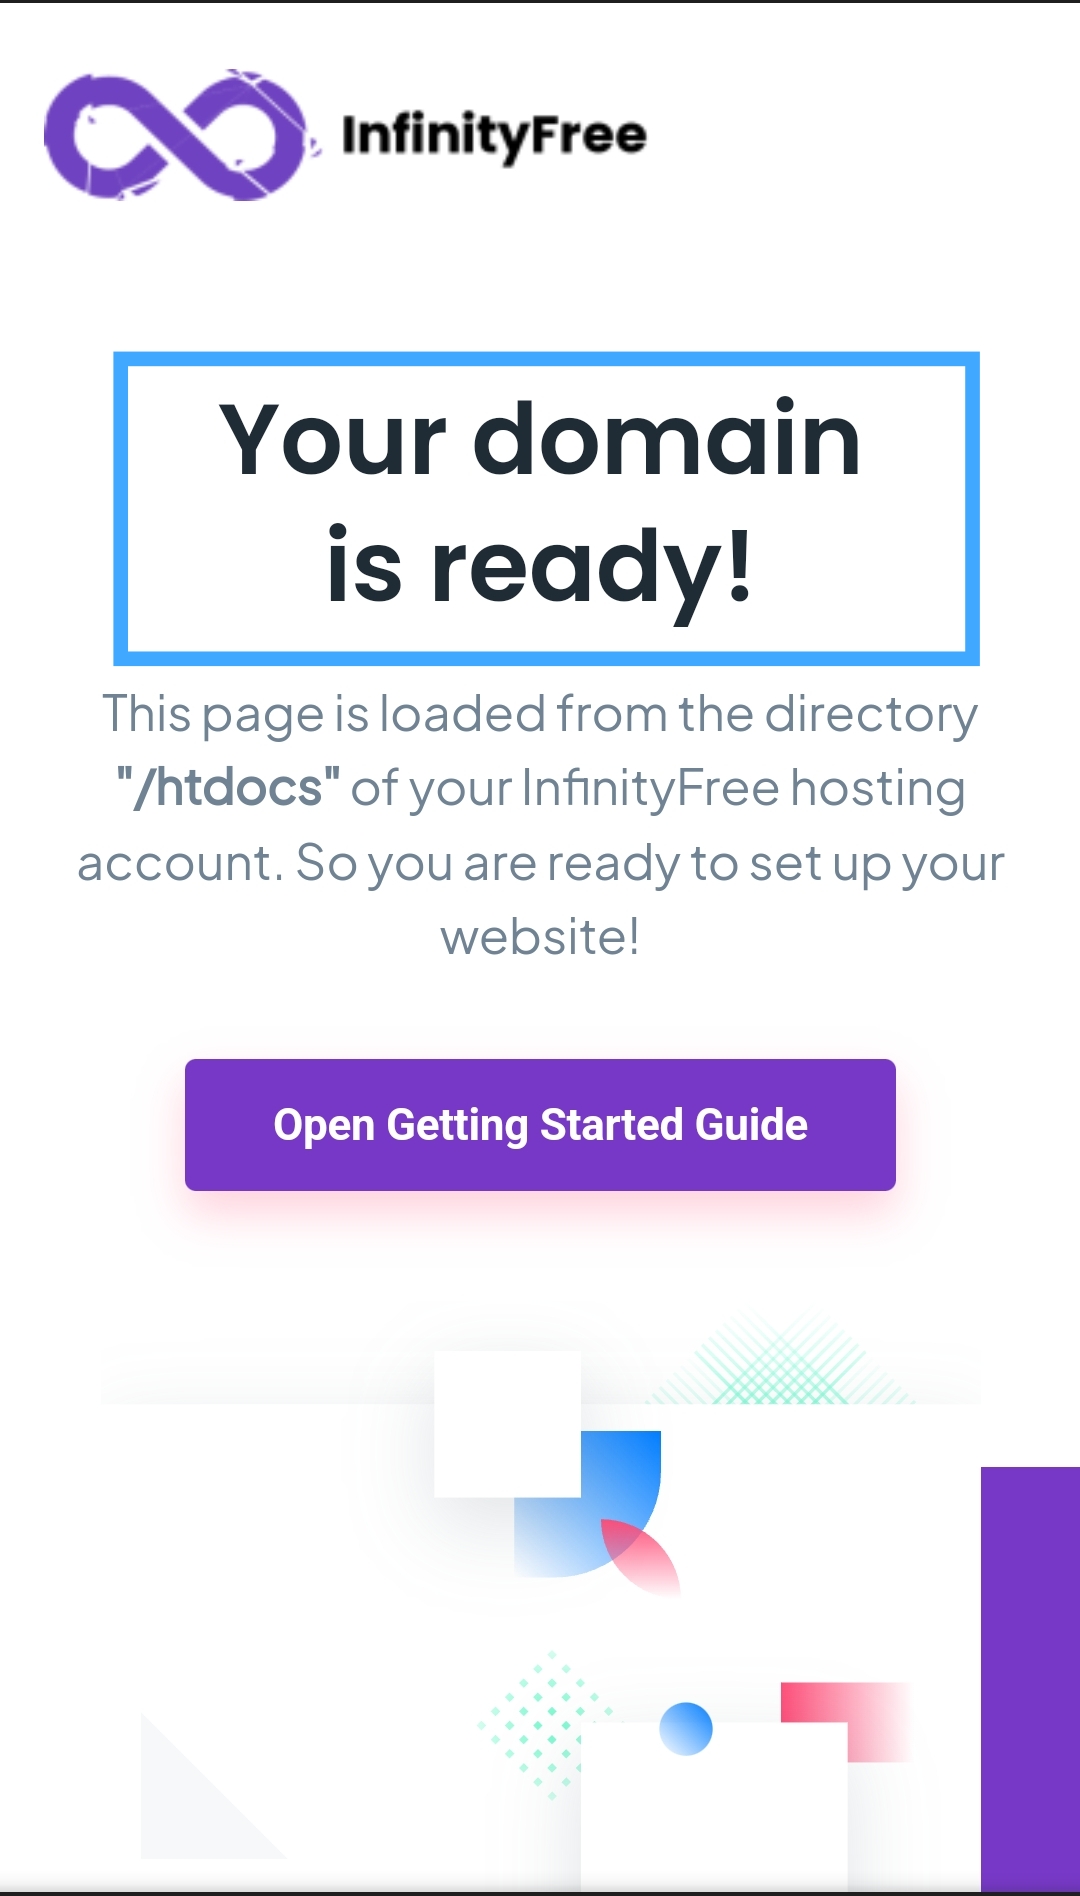 InfinityFree
Your domain
is ready!
This page is loaded from the directory
"/htdocs" of your InfinityFree hosting
account. So you are ready to set up your
website!
Open Getting Started Guide